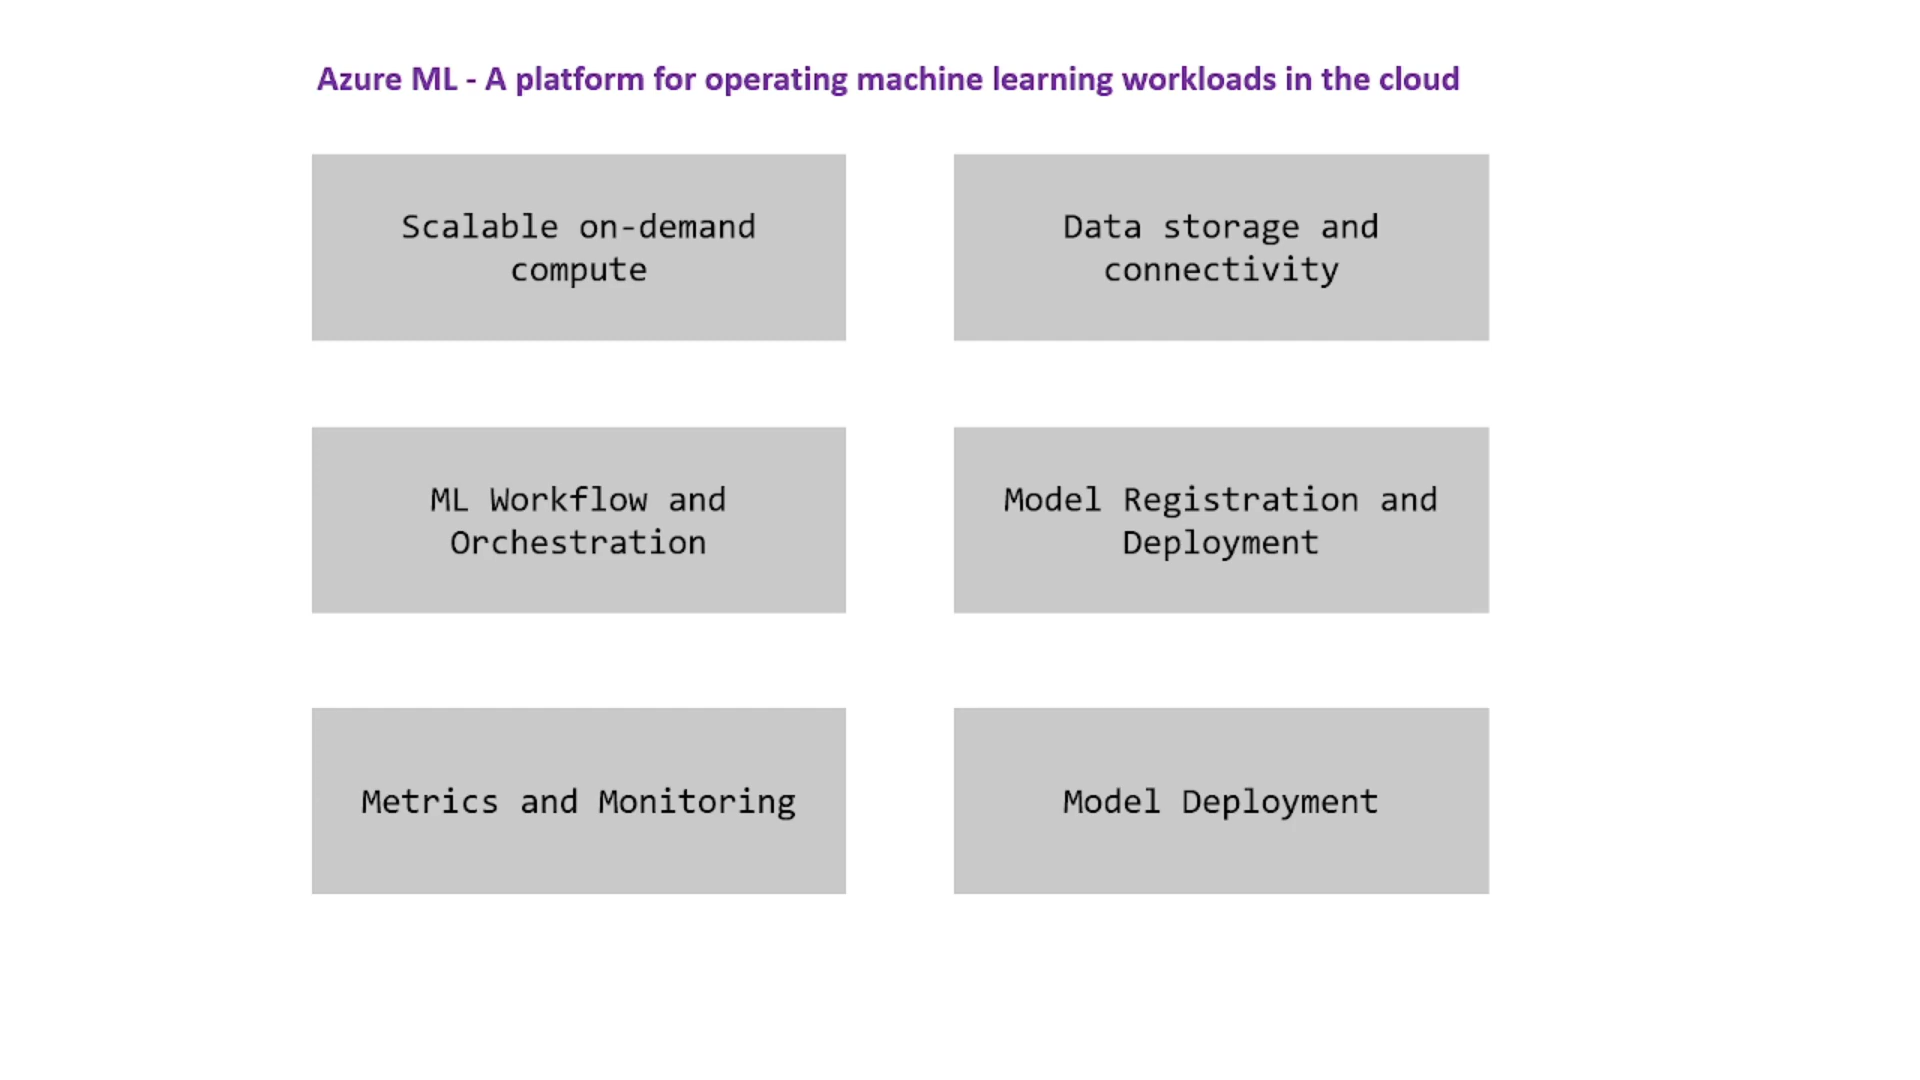 Azure ML - A platform for operating machine learning workloads in the cloud
Scalable on-demand
compute
Data storage and
connectivity
ML Workflow and
Orchestration
Model Registration and
Deployment
Metrics and Monitoring
Model Deployment